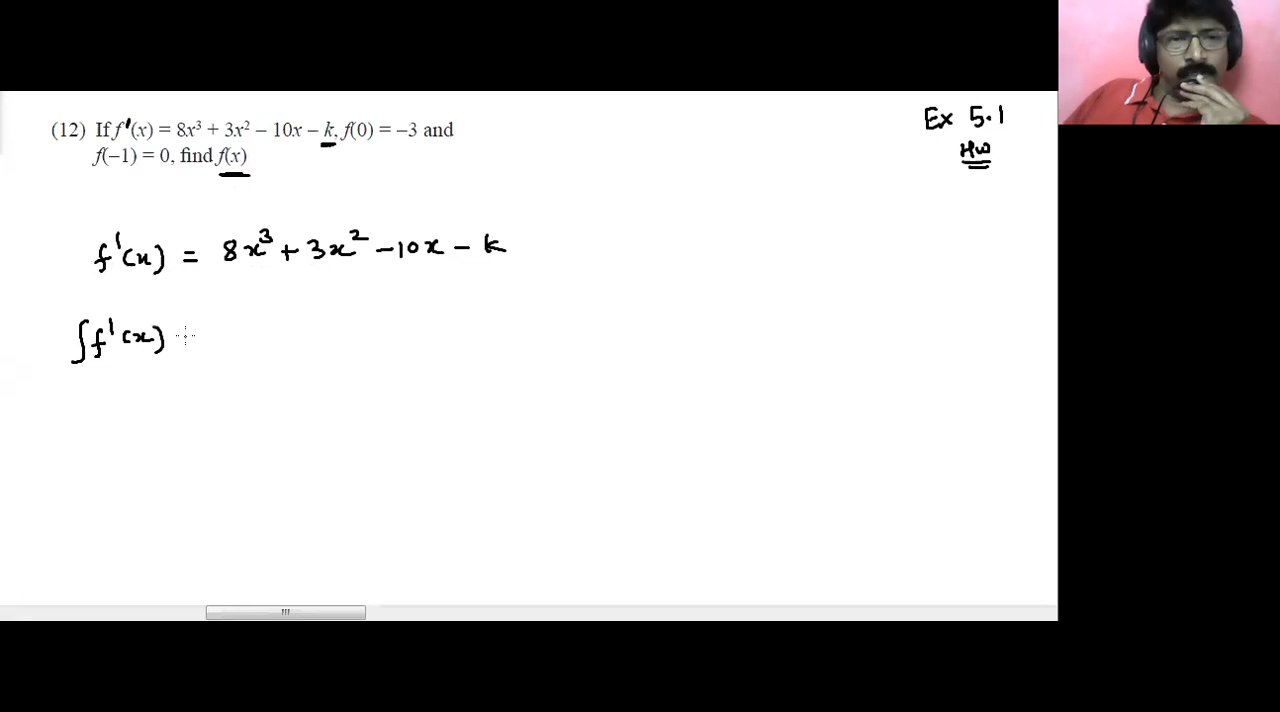 (12) If f'(x) = 8x³ + 3x² – 10x – k, f(0) = –3 and
f(–1) = 0, find f(x)
Ex 5.1
HW
f'(x) = 8x³ + 3x² – 10x – k
∫f'(x)